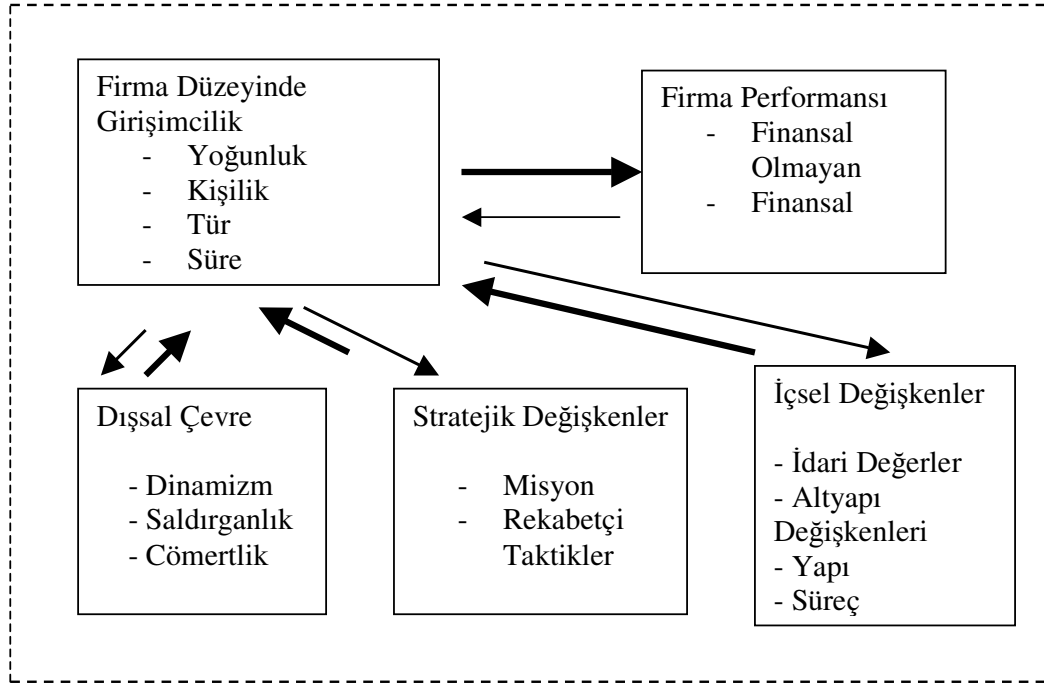 Firma Düzeyinde
Girişimcilik
- Yoğunluk
- Kişilik
- Tür
- Süre
Firma Performansı
- Finansal
Olmayan
- Finansal
Dışsal Çevre
- Dinamizm
- Saldırganlık
- Cömertlik
Stratejik Değişkenler
- Misyon
- Rekabetçi
Taktikler
İçsel Değişkenler
- İdari Değerler
- Altyapı
Değişkenleri
- Yapı
- Süreç